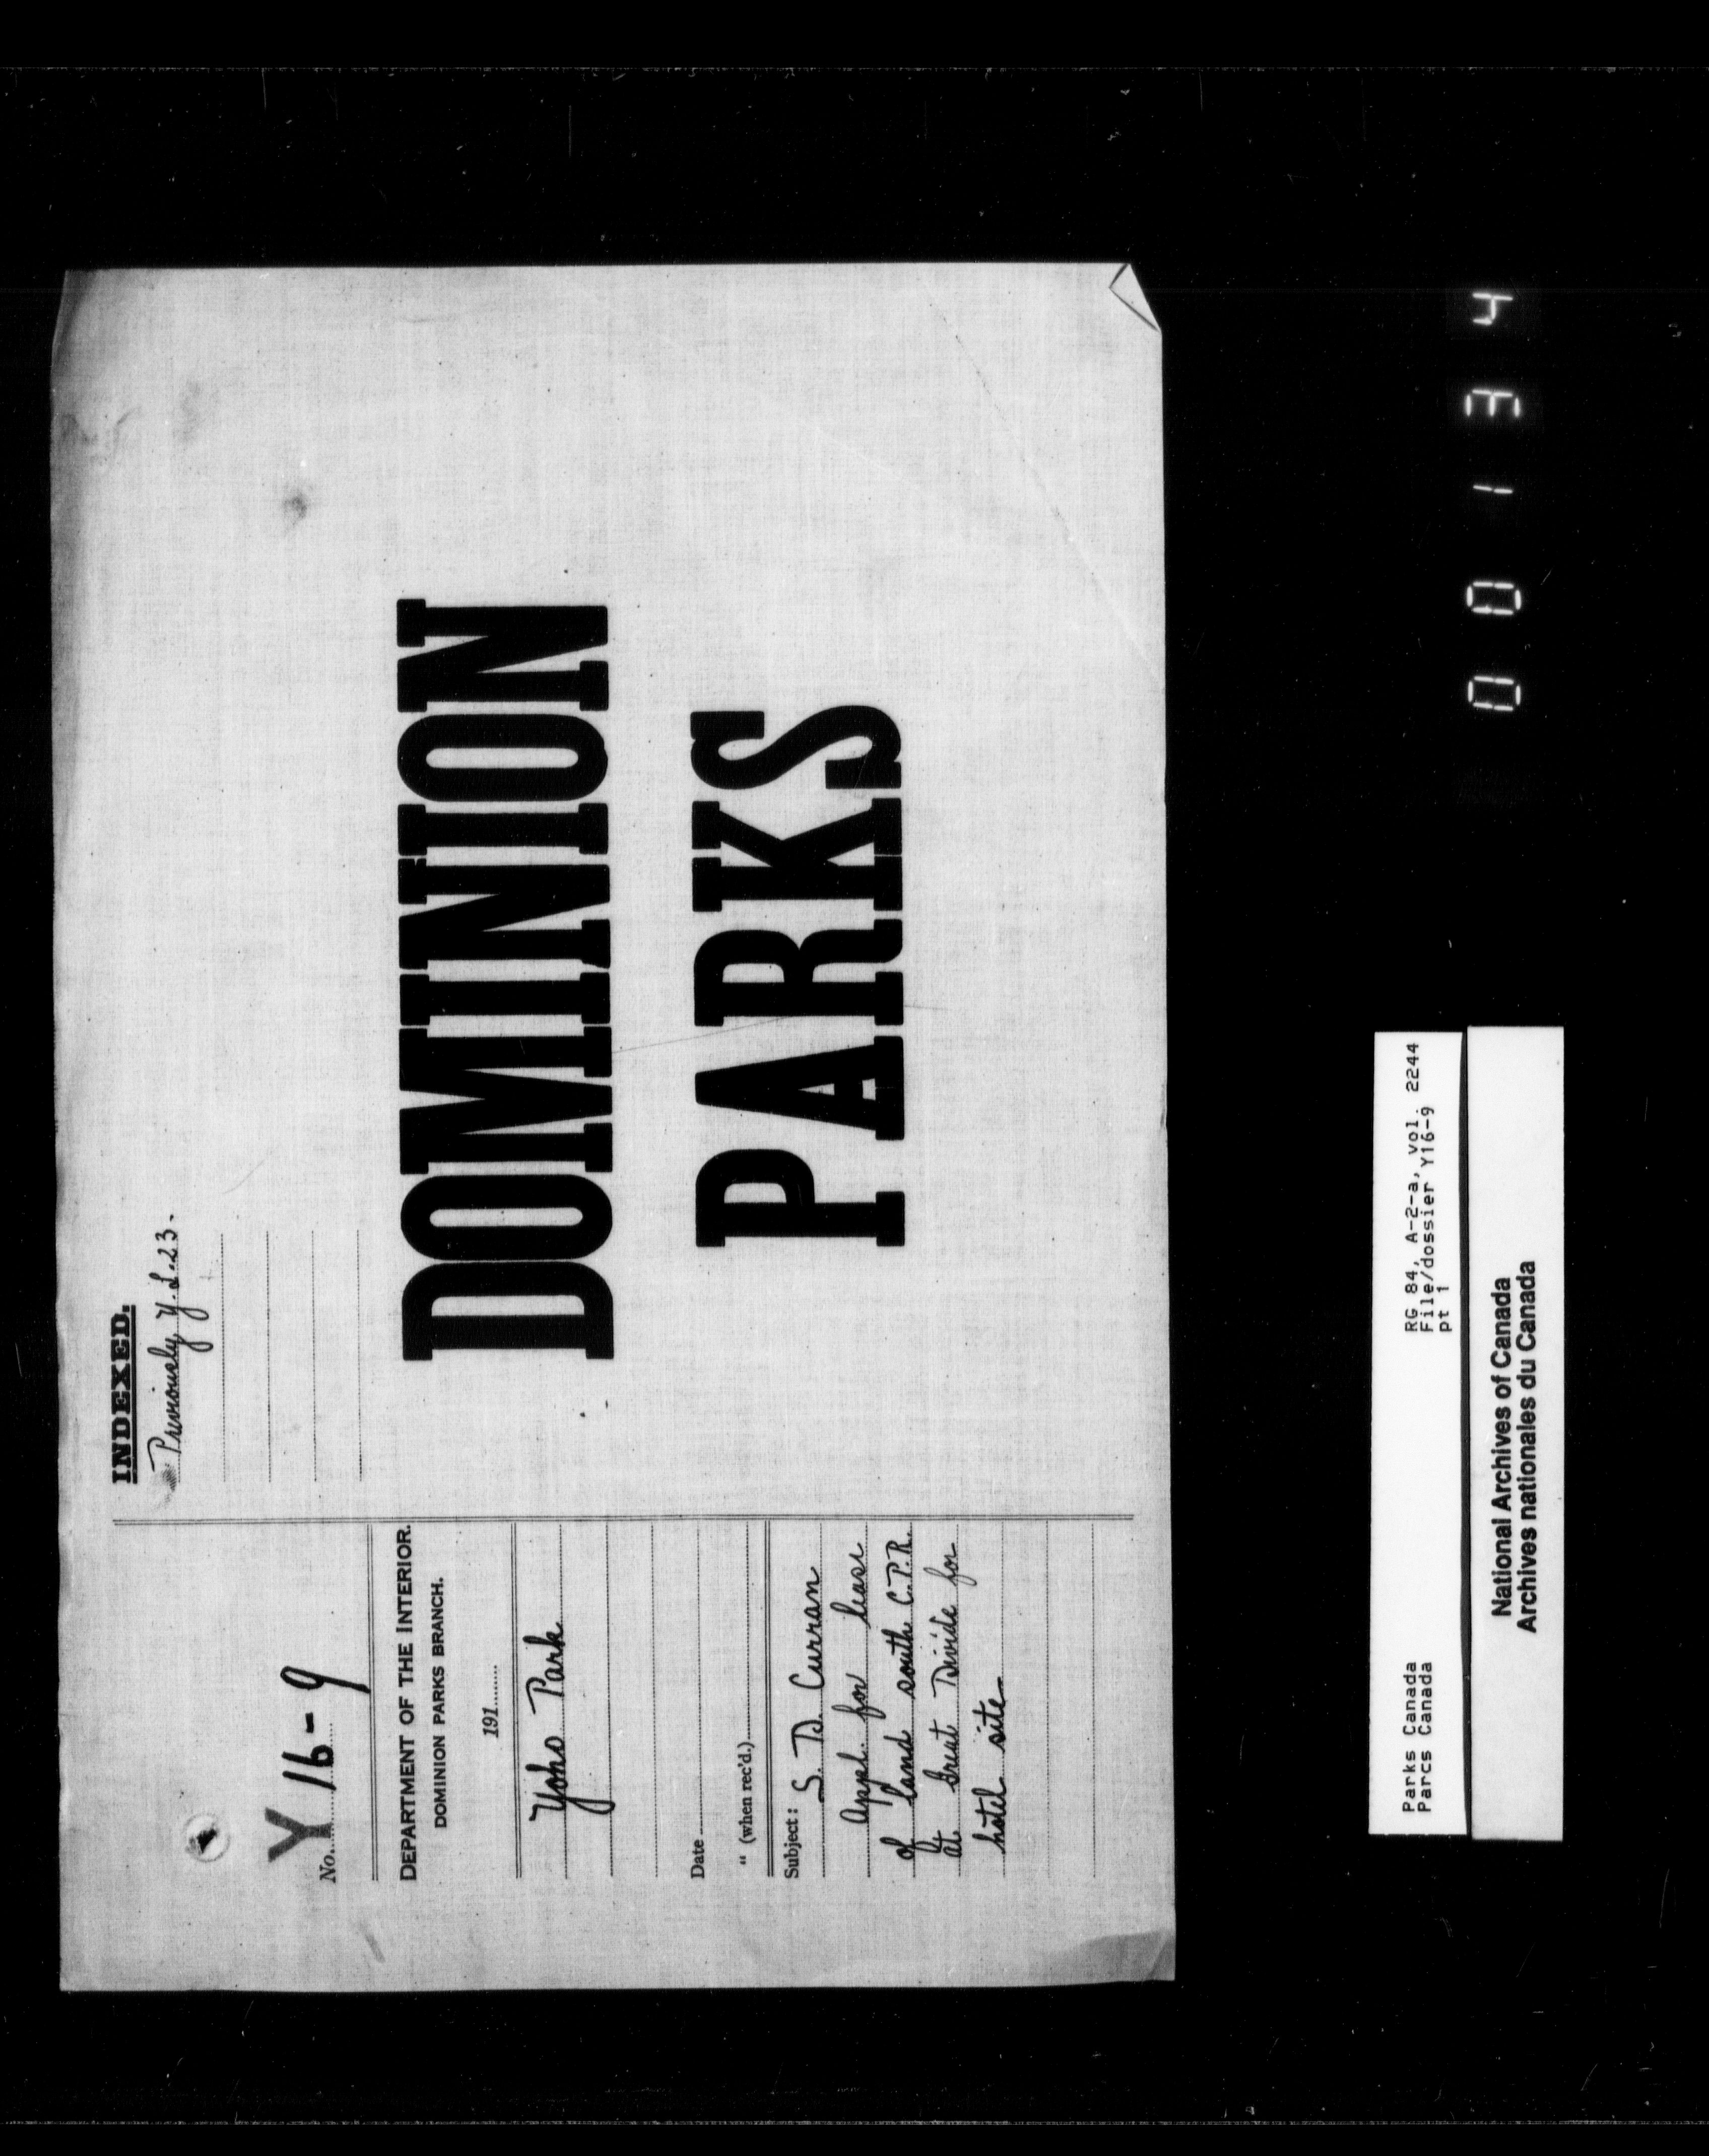 No. Y 16-9
DEPARTMENT OF THE INTERIOR.
DOMINION PARKS BRANCH.
191
Yoho Park
Date
" (when rec'd.)
Subject: S. D. Curran
Appl. for lease
of land south C.P.R.
at Great Divide for
hotel site
INDEXED.
Previously Y.L.23.
DOMINION
PARKS
Parks Canada
Parcs Canada
RG 84, A-2-a, vol. 2244
File/dossier Y16-9
pt 1
National Archives of Canada
Archives nationales du Canada
00134